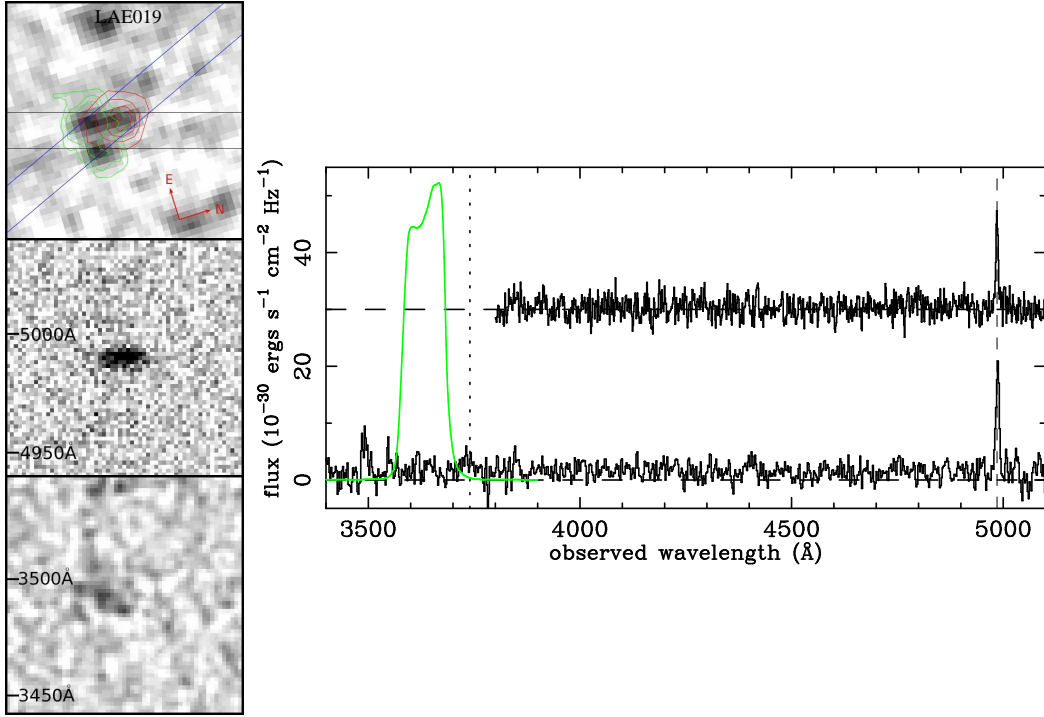 LAE019
E
N
5000Å
4950Å
3500Å
3450Å
flux (10⁻³⁰ ergs s⁻¹ cm⁻² Hz⁻¹)
40
20
0
3500 4000 4500 5000
observed wavelength (Å)